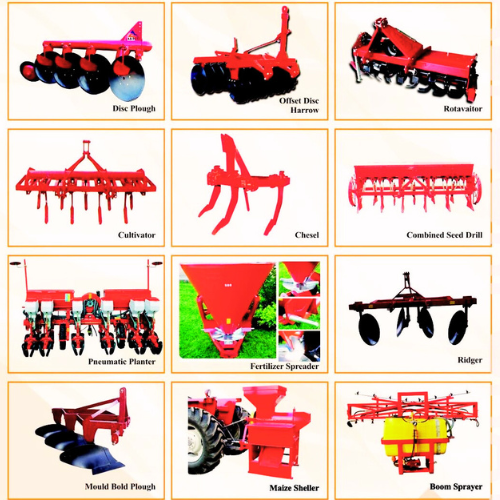 Disc Plough
Offset Disc
Harrow
Rotavaitor
Cultivator
Chesel
Combined Seed Drill
Pneumatic Planter
Fertilizer Spreader
Ridger
Mould Bold Plough
Maize Sheller
Boom Sprayer